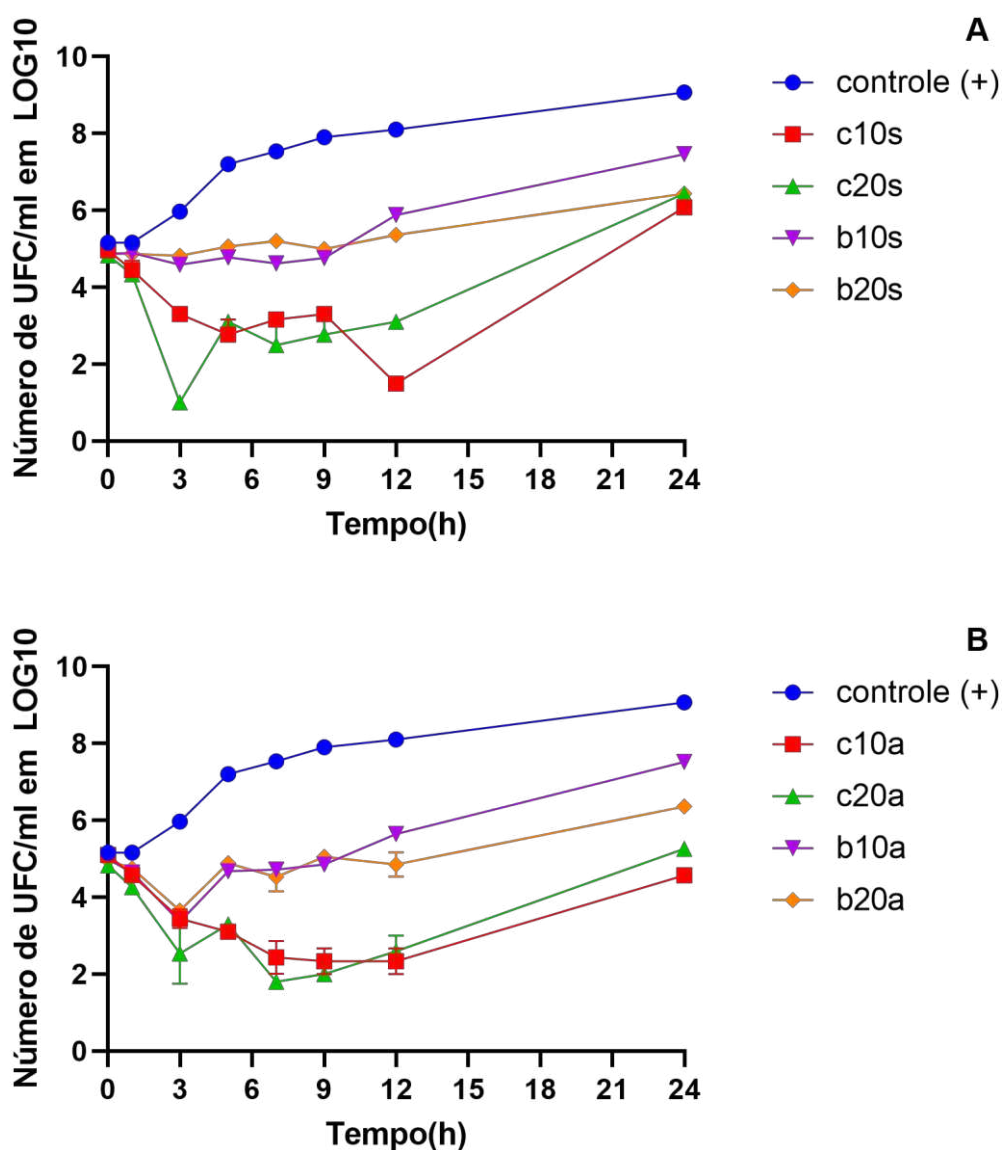 A
Número de UFC/ml em LOG10
10
8
6
4
2
0
0 3 6 9 12 15 18 21 24
Tempo(h)
controle (+)
c10s
c20s
b10s
b20s
B
Número de UFC/ml em LOG10
10
8
6
4
2
0
0 3 6 9 12 15 18 21 24
Tempo(h)
controle (+)
c10a
c20a
b10a
b20a